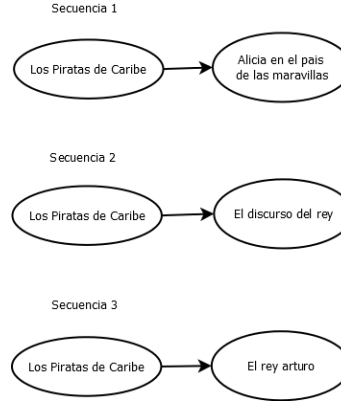 Secuencia 1
Los Piratas de Caribe
Alicia en el pais
de las maravillas
Secuencia 2
Los Piratas de Caribe
El discurso del rey
Secuencia 3
Los Piratas de Caribe
El rey arturo